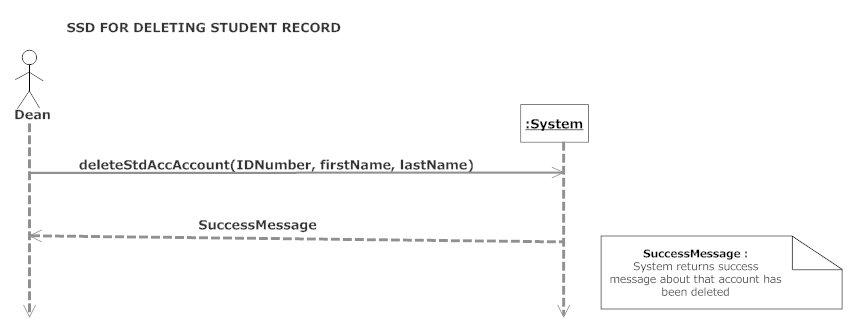 SSD FOR DELETING STUDENT RECORD
Dean
:System
deleteStdAccAccount(IDNumber, firstName, lastName)
SuccessMessage
SuccessMessage :
System returns success
message about that account has
been deleted